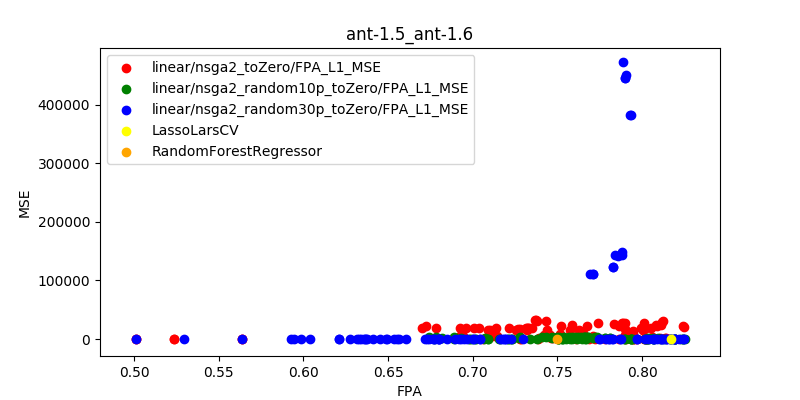 ant-1.5_ant-1.6
linear/nsga2_toZero/FPA_L1_MSE
linear/nsga2_random10p_toZero/FPA_L1_MSE
linear/nsga2_random30p_toZero/FPA_L1_MSE
LassoLarsCV
RandomForestRegressor
MSE
400000
300000
200000
100000
0
0.50 0.55 0.60 0.65 0.70 0.75 0.80
FPA